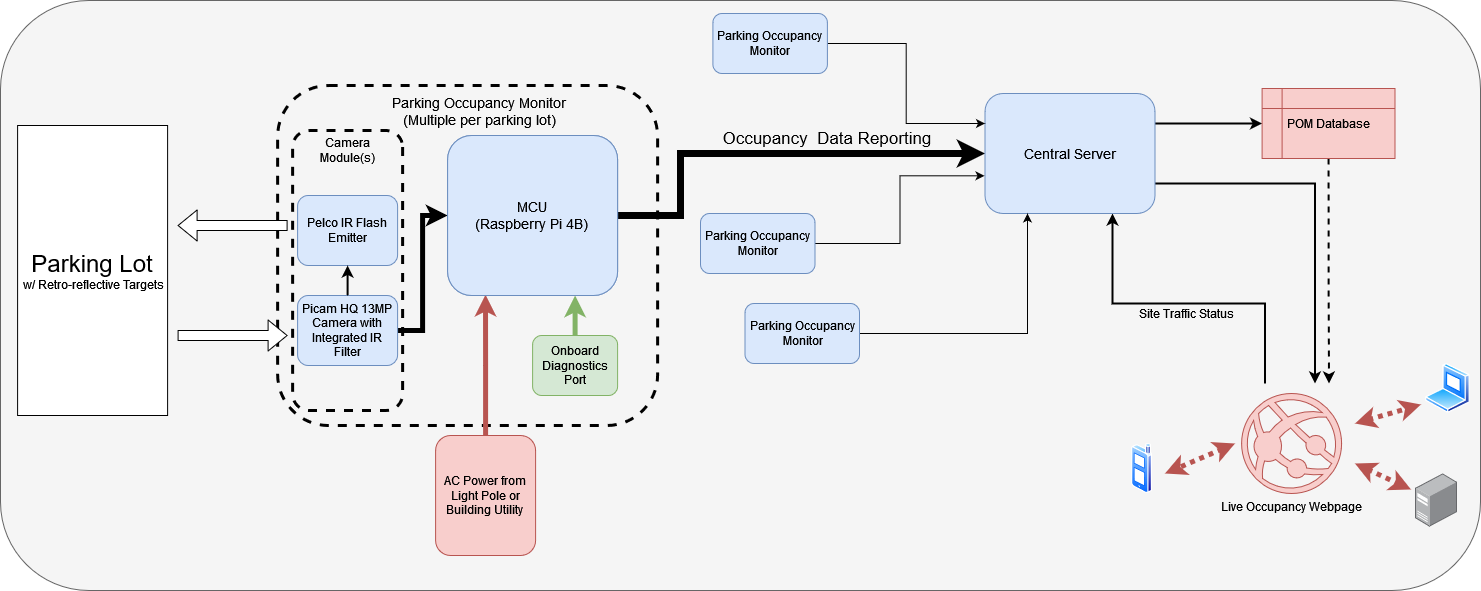 Parking Lot
w/ Retro-reflective Targets
Parking Occupancy Monitor
(Multiple per parking lot)
Camera
Module(s)
Pelco IR Flash
Emitter
Picam HQ 13MP
Camera with
Integrated IR
Filter
MCU
(Raspberry Pi 4B)
Onboard
Diagnostics
Port
AC Power from
Light Pole or
Building Utility
Occupancy Data Reporting
Parking Occupancy
Monitor
Parking Occupancy
Monitor
Parking Occupancy
Monitor
Central Server
POM Database
Site Traffic Status
Live Occupancy Webpage